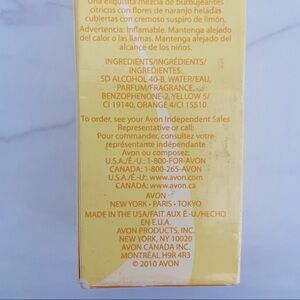 Una exquisita mezcla de burbujeantes
cítricos con flores de naranjo heladas
cubiertas con cremoso suspiro de limón.
Advertencia: Inflamable. Mantenga alejado
del calor o las llamas. Mantenga alejado del
alcance de los niños.
INGREDIENTS/INGRÉDIENTS/
INGREDIENTES:
SD ALCOHOL 40-B, WATER/EAU,
PARFUM/FRAGRANCE,
BENZOPHENONE-2, YELLOW 5/
CI 19140, ORANGE 4/CI 15510.
To order, see your Avon Independent Sales
Representative or call:
Pour commander, consultez votre
représentante indépendante
Avon ou composez:
U.S.A./É.-U.: 1-800-FOR-AVON
CANADA: 1-800-265-AVON
U.S.A./É.-U.: www.avon.com
CANADA: www.avon.ca
AVON
NEW YORK • PARIS • TOKYO
MADE IN THE USA/FAIT AUX É.-U./HECHO
EN E.U.A.
AVON PRODUCTS, INC.
NEW YORK, NY 10020
AVON CANADA INC.
MONTRÉAL H9R 4R3
© 2010 AVON